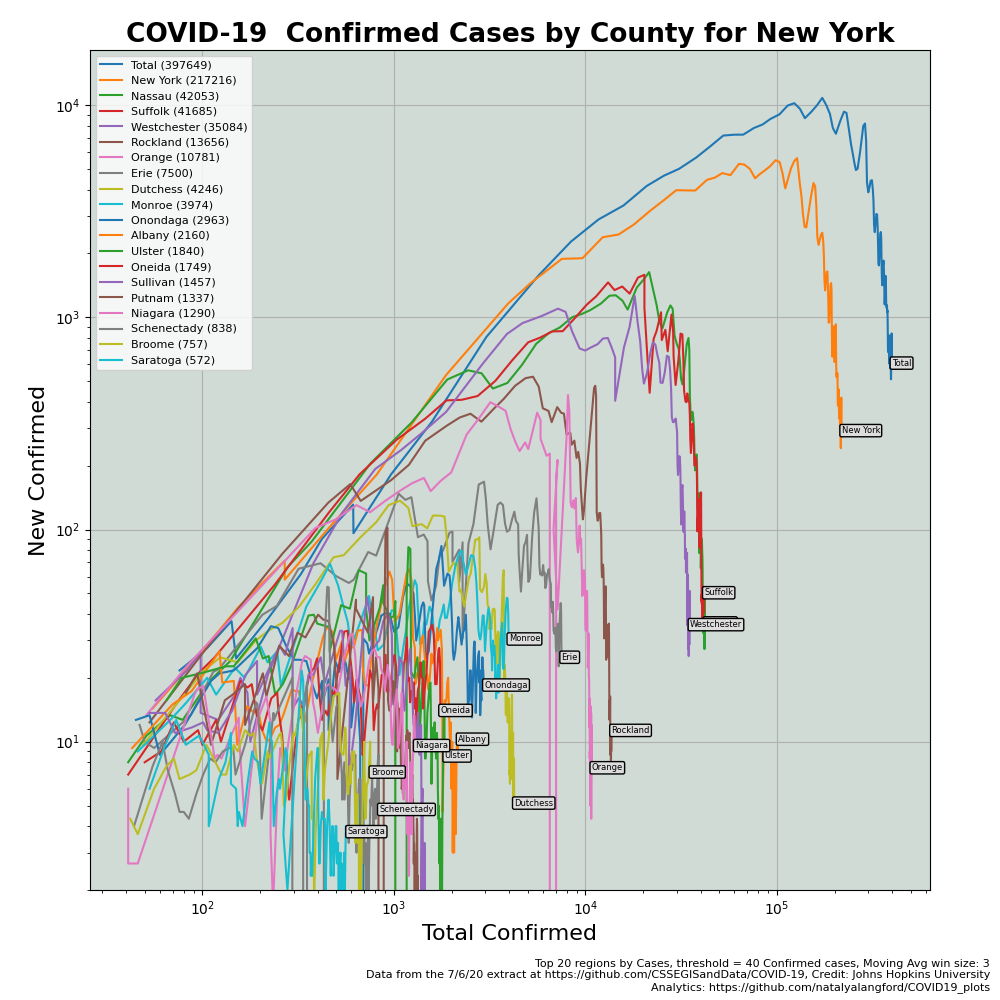 COVID-19  Confirmed Cases by County for New York
Total (397649)
New York (217216)
Nassau (42053)
Suffolk (41685)
Westchester (35084)
Rockland (13656)
Orange (10781)
Erie (7500)
Dutchess (4246)
Monroe (3974)
Onondaga (2963)
Albany (2160)
Ulster (1840)
Oneida (1749)
Sullivan (1457)
Putnam (1337)
Niagara (1290)
Schenectady (838)
Broome (757)
Saratoga (572)
10⁴
10³
10²
10¹
New Confirmed
Total
New York
Suffolk
Westchester
Monroe
Erie
Onondaga
Oneida
Rockland
Albany
Niagara
Ulster
Broome
Orange
Dutchess
Schenectady
Saratoga
10² 10³ 10⁴ 10⁵
Total Confirmed
Top 20 regions by Cases, threshold = 40 Confirmed cases, Moving Avg win size: 3
Data from the 7/6/20 extract at https://github.com/CSSEGISandData/COVID-19, Credit: Johns Hopkins University
Analytics: https://github.com/natalyalangford/COVID19_plots